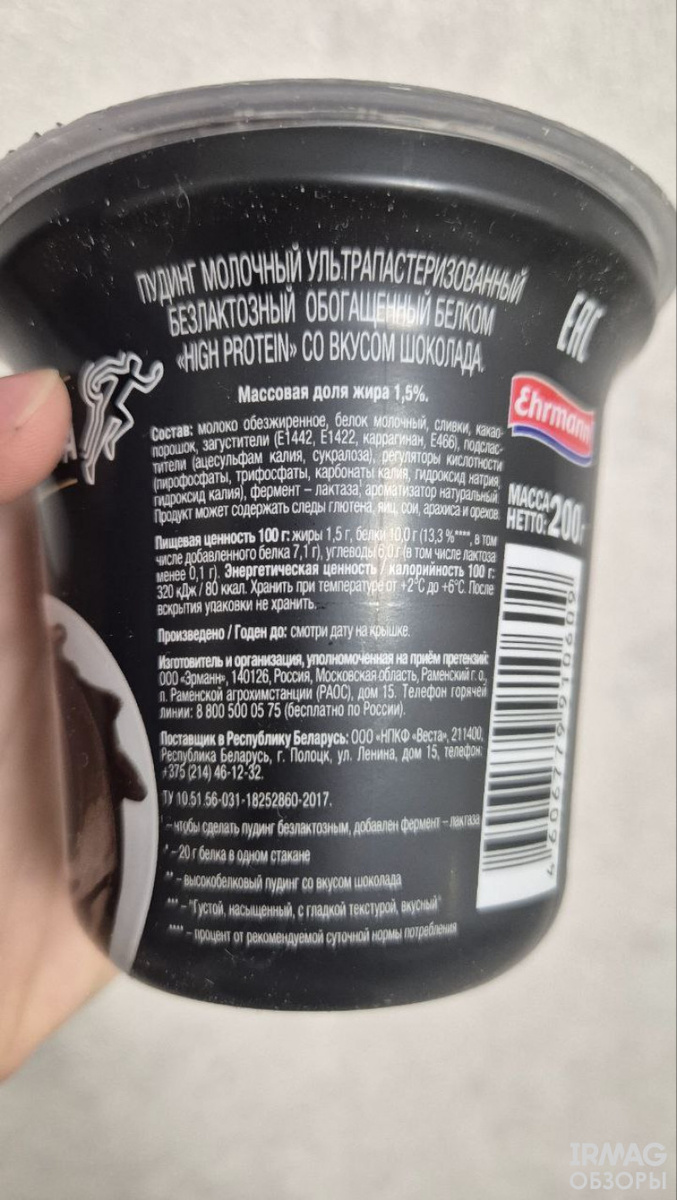 ПУДИНГ МОЛОЧНЫЙ УЛЬТРАПАСТЕРИЗОВАННЫЙ
БЕЗЛАКТОЗНЫЙ ОБОГАЩЕННЫЙ БЕЛКОМ
«HIGH PROTEIN» СО ВКУСОМ ШОКОЛАДА.
Массовая доля жира 1,5%.
Состав: молоко обезжиренное, белок молочный, сливки, какао-
порошок, загустители (Е1442, Е1422, каррагинан, Е466), подслас-
тители (ацесульфам калия, сукралоза), регуляторы кислотности
(пирофосфаты, трифосфаты, карбонаты калия, гидроксид натрия,
гидроксид калия), фермент – лактаза, ароматизатор натуральный.
Продукт может содержать следы глютена, яиц, сои, арахиса и орехов.
Пищевая ценность 100 г: жиры 1,5 г, белки 10,0 г (13,3 %****, в том
числе добавленного белка 7,1 г), углеводы 6,0 г (в том числе лактоза
менее 0,1 г). Энергетическая ценность / калорийность 100 г:
320 кДж / 80 ккал. Хранить при температуре от +2°С до +6°С. После
вскрытия упаковки не хранить.
Произведено / Годен до: смотри дату на крышке.
Изготовитель и организация, уполномоченная на приём претензий:
ООО «Эрманн», 140126, Россия, Московская область, Раменский г. о.,
п. Раменской агрохимстанции (РАОС), дом 15. Телефон горячей
линии: 8 800 500 05 75 (бесплатно по России).
Поставщик в Республику Беларусь: ООО «НПКФ «Веста», 211400,
Республика Беларусь, г. Полоцк, ул. Ленина, дом 15, телефон:
+375 (214) 46-12-32.
ТУ 10.51.56-031-18252860-2017.
– чтобы сделать пудинг безлактозным, добавлен фермент – лактаза
* – 20 г белка в одном стакане
** – высокобелковый пудинг со вкусом шоколада
*** – "Густой, насыщенный, с гладкой текстурой, вкусный"
**** – процент от рекомендуемой суточной нормы потребления
EAC
Ehrmann
МАССА
НЕТТО: 200 г
4 606779 910609
IRMAG
ОБЗОРЫ